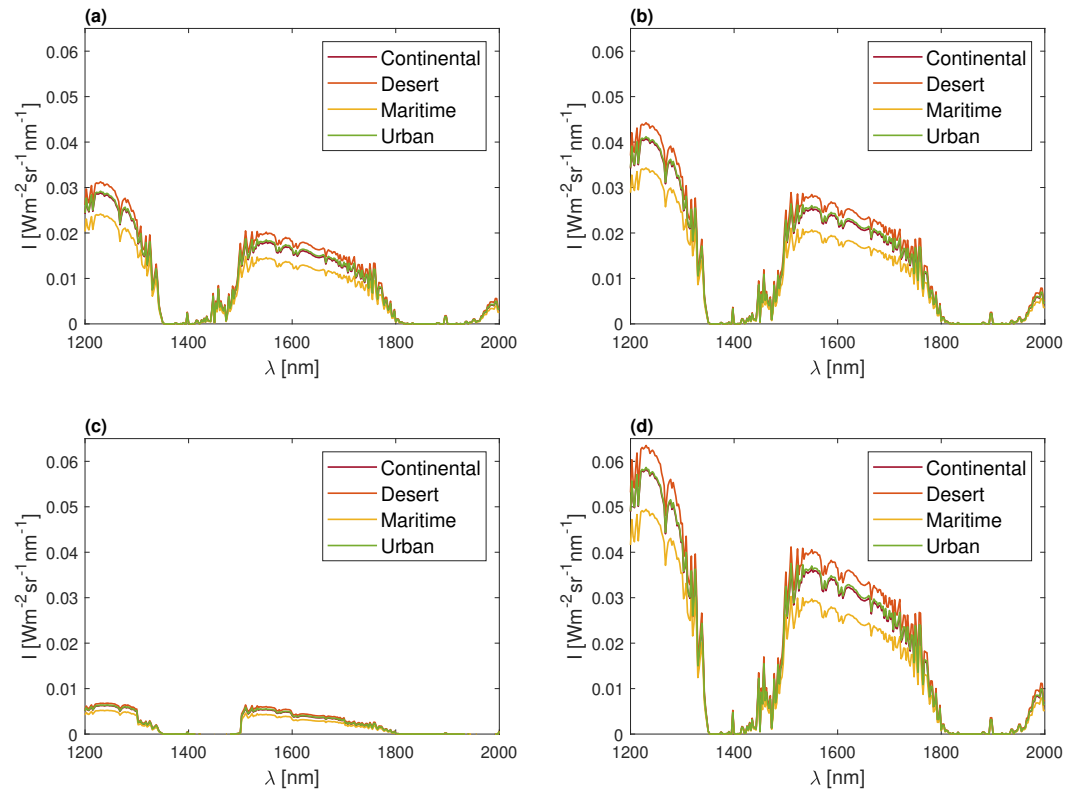 (a)
I [Wm-2sr-1nm-1]
0.06
0.05
0.04
0.03
0.02
0.01
0
Continental
Desert
Maritime
Urban
1200 1400 1600 1800 2000
λ [nm]
(b)
I [Wm-2sr-1nm-1]
0.06
0.05
0.04
0.03
0.02
0.01
0
Continental
Desert
Maritime
Urban
1200 1400 1600 1800 2000
λ [nm]
(c)
I [Wm-2sr-1nm-1]
0.06
0.05
0.04
0.03
0.02
0.01
0
Continental
Desert
Maritime
Urban
1200 1400 1600 1800 2000
λ [nm]
(d)
I [Wm-2sr-1nm-1]
0.06
0.05
0.04
0.03
0.02
0.01
0
Continental
Desert
Maritime
Urban
1200 1400 1600 1800 2000
λ [nm]